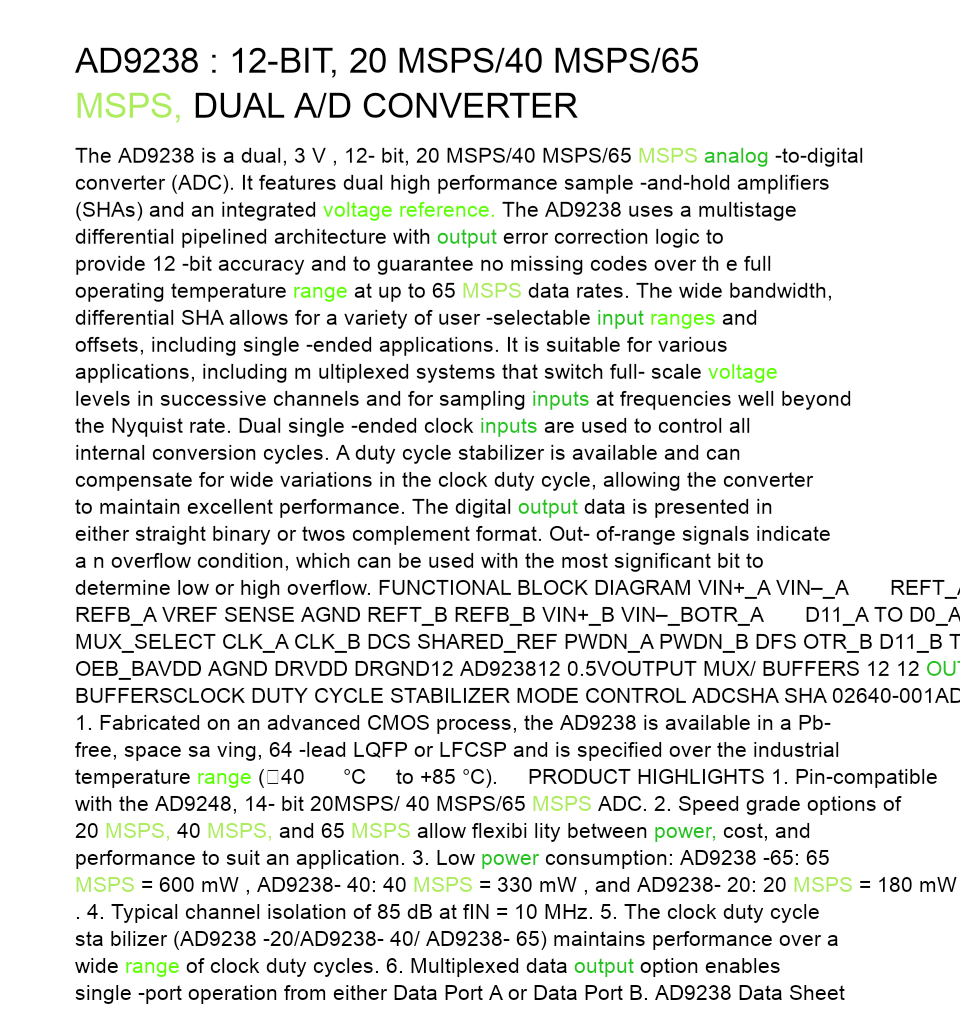 AD9238 : 12-BIT, 20 MSPS/40 MSPS/65
MSPS, DUAL A/D CONVERTER
The AD9238 is a dual, 3 V , 12- bit, 20 MSPS/40 MSPS/65 MSPS analog -to-digital
converter (ADC). It features dual high performance sample -and-hold amplifiers
(SHAs) and an integrated voltage reference. The AD9238 uses a multistage
differential pipelined architecture with output error correction logic to
provide 12 -bit accuracy and to guarantee no missing codes over th e full
operating temperature range at up to 65 MSPS data rates. The wide bandwidth,
differential SHA allows for a variety of user -selectable input ranges and
offsets, including single -ended applications. It is suitable for various
applications, including m ultiplexed systems that switch full- scale voltage
levels in successive channels and for sampling inputs at frequencies well beyond
the Nyquist rate. Dual single -ended clock inputs are used to control all
internal conversion cycles. A duty cycle stabilizer is available and can
compensate for wide variations in the clock duty cycle, allowing the converter
to maintain excellent performance. The digital output data is presented in
either straight binary or twos complement format. Out- of-range signals indicate
a n overflow condition, which can be used with the most significant bit to
determine low or high overflow. FUNCTIONAL BLOCK DIAGRAM VIN+_A VIN–_A REFT_A
REFB_A VREF SENSE AGND REFT_B REFB_B VIN+_B VIN–_BOTR_A D11_A TO D0_A
MUX_SELECT CLK_A CLK_B DCS SHARED_REF PWDN_A PWDN_B DFS OTR_B D11_B T
OEB_BAVDD AGND DRVDD DRGND12 AD923812 0.5VOUTPUT MUX/ BUFFERS 12 12 OUT
BUFFERSCLOCK DUTY CYCLE STABILIZER MODE CONTROL ADCSHA SHA 02640-001AD
1. Fabricated on an advanced CMOS process, the AD9238 is available in a Pb-
free, space sa ving, 64 -lead LQFP or LFCSP and is specified over the industrial
temperature range (□40 °C to +85 °C). PRODUCT HIGHLIGHTS 1. Pin-compatible
with the AD9248, 14- bit 20MSPS/ 40 MSPS/65 MSPS ADC. 2. Speed grade options of
20 MSPS, 40 MSPS, and 65 MSPS allow flexibi lity between power, cost, and
performance to suit an application. 3. Low power consumption: AD9238 -65: 65
MSPS = 600 mW , AD9238- 40: 40 MSPS = 330 mW , and AD9238- 20: 20 MSPS = 180 mW
. 4. Typical channel isolation of 85 dB at fIN = 10 MHz. 5. The clock duty cycle
sta bilizer (AD9238 -20/AD9238- 40/ AD9238- 65) maintains performance over a
wide range of clock duty cycles. 6. Multiplexed data output option enables
single -port operation from either Data Port A or Data Port B. AD9238 Data Sheet